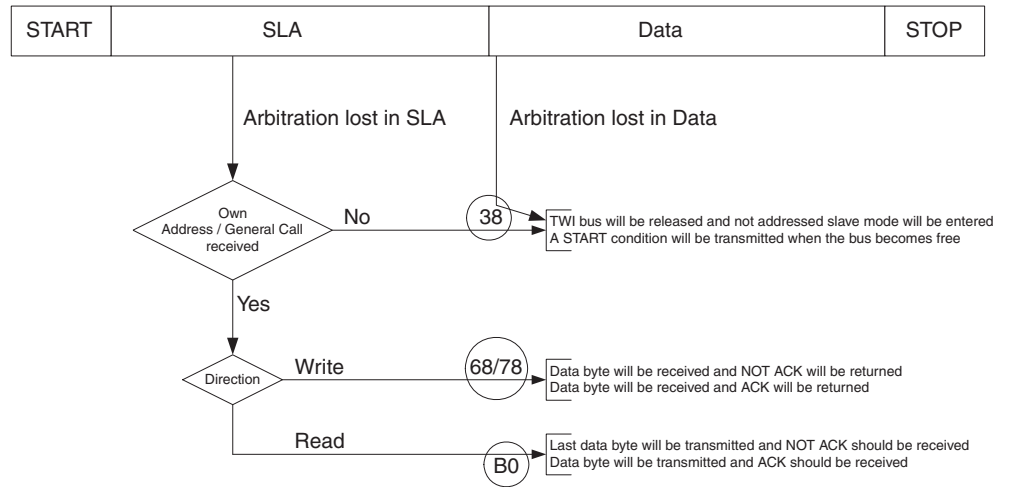 START SLA Data STOP
Arbitration lost in SLA Arbitration lost in Data
Own
Address / General Call
received
No
38
TWI bus will be released and not addressed slave mode will be entered
A START condition will be transmitted when the bus becomes free
Yes
Direction
Write
68/78
Data byte will be received and NOT ACK will be returned
Data byte will be received and ACK will be returned
Read
B0
Last data byte will be transmitted and NOT ACK should be received
Data byte will be transmitted and ACK should be received